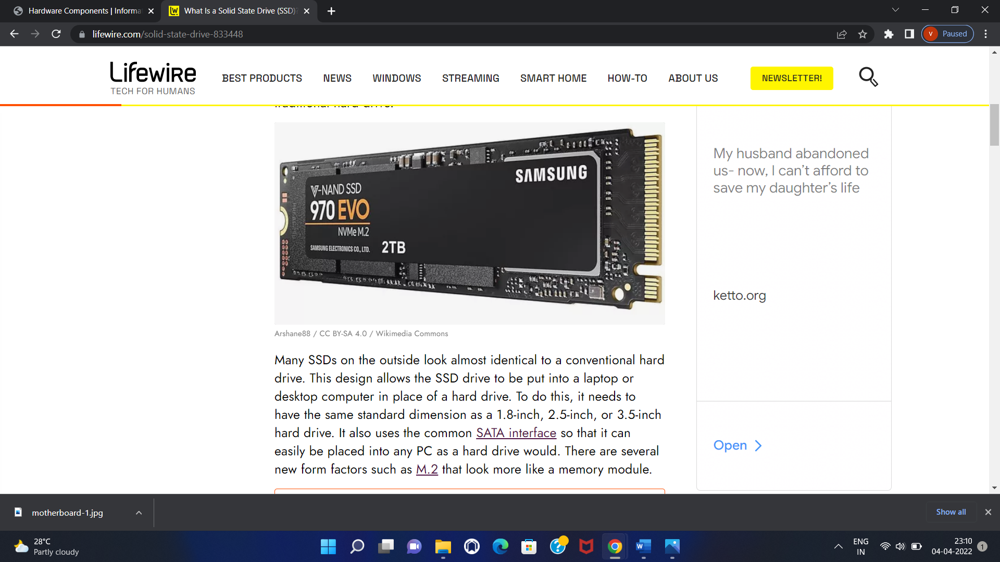 Hardware Components | Informa
What Is a Solid State Drive (SSD)?
lifewire.com/solid-state-drive-833448
V Paused
Lifewire
TECH FOR HUMANS
BEST PRODUCTS NEWS WINDOWS STREAMING SMART HOME HOW-TO ABOUT US NEWSLETTER!
traditional hard drive.
SAMSUNG
V-NAND SSD
970 EVO
NVMe M.2
SAMSUNG ELECTRONICS CO., LTD.
2TB
Arshane88 / CC BY-SA 4.0 / Wikimedia Commons
Many SSDs on the outside look almost identical to a conventional hard
drive. This design allows the SSD drive to be put into a laptop or
desktop computer in place of a hard drive. To do this, it needs to
have the same standard dimension as a 1.8-inch, 2.5-inch, or 3.5-inch
hard drive. It also uses the common SATA interface so that it can
easily be placed into any PC as a hard drive would. There are several
new form factors such as M.2 that look more like a memory module.
My husband abandoned
us- now, I can’t afford to
save my daughter’s life
ketto.org
Open
motherboard-1.jpg
Show all
28°C
Partly cloudy
ENG
IN
23:10
04-04-2022
1